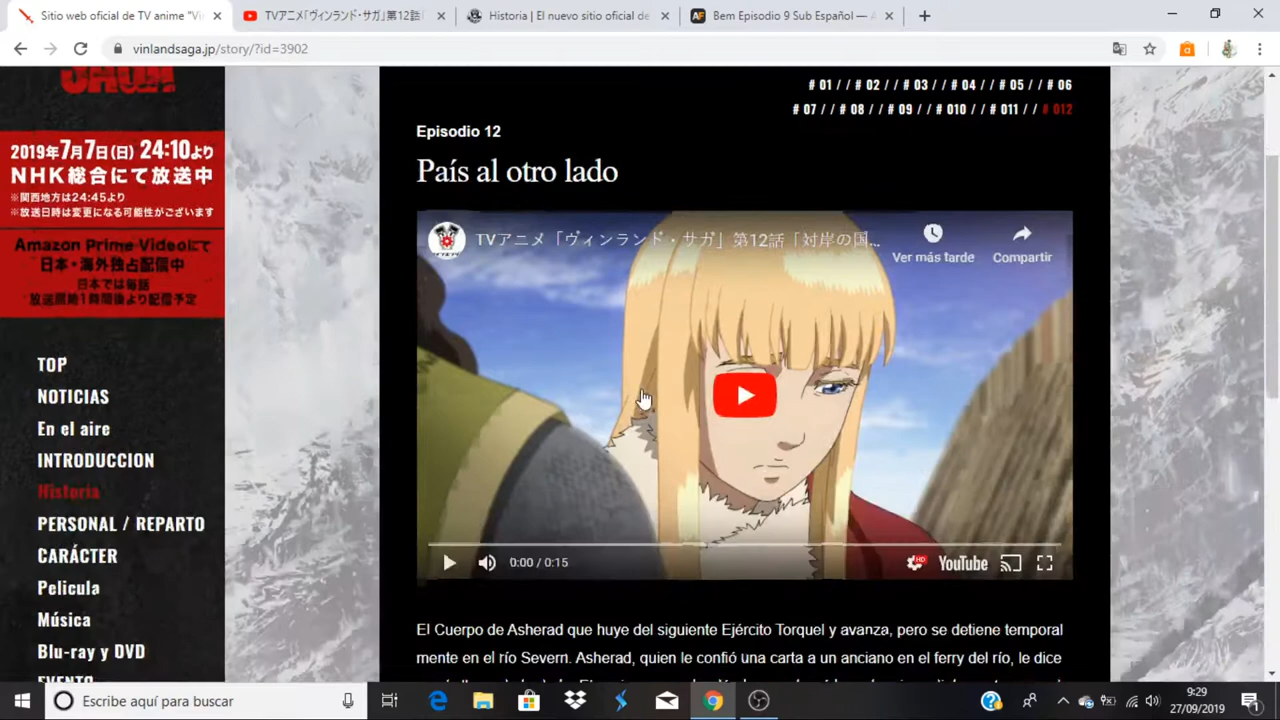 Sitio web oficial de TV anime "Vi
TVアニメ「ヴィンランド・サガ」第12話「
Historia | El nuevo sitio oficial de
Bem Episodio 9 Sub Español —
vinlandsaga.jp/story/?id=3902
SAGA
2019年7月7日(日) 24:10より
NHK総合にて放送中
※関西地方は24:45より
※放送日時は変更になる可能性がございます
Amazon Prime Videoにて
日本・海外独占配信中
日本では毎話
放送開始1時間後より配信予定
TOP
NOTICIAS
En el aire
INTRODUCCION
Historia
PERSONAL / REPARTO
CARÁCTER
Pelicula
Música
Blu-ray y DVD
EVENTO
# 01 // # 02 // # 03 // # 04 // # 05 // # 06
# 07 // # 08 // # 09 // # 010 // # 011 // # 012
Episodio 12
País al otro lado
TVアニメ「ヴィンランド・サガ」第12話「対岸の国...
Ver más tarde
Compartir
0:00 / 0:15
HD
YouTube
El Cuerpo de Asherad que huye del siguiente Ejército Torquel y avanza, pero se detiene temporal
mente en el río Severn. Asherad, quien le confió una carta a un anciano en el ferry del río, le dice
Escribe aquí para buscar
9:29
27/09/2019
1